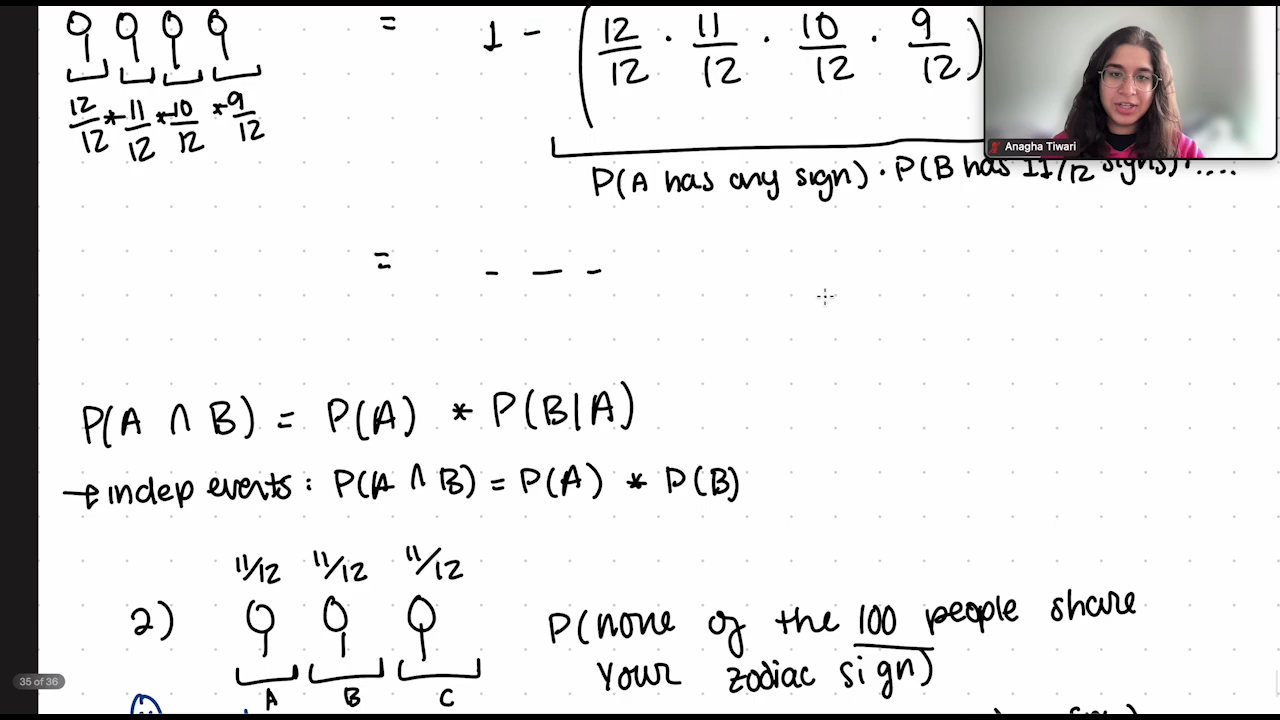 = 1 - (12/12 · 11/12 · 10/12 · 9/12)
12/12 * 11/12 * 10/12 * 9/12
Anagha Tiwari
P(A has any sign) · P(B has 11/12 signs) · ....
= - — -
P(A ∩ B) = P(A) * P(B|A)
→ indep events: P(A ∩ B) = P(A) * P(B)
11/12 11/12 11/12
2) P(none of the 100 people share
your zodiac sign)
A B C
35 of 36